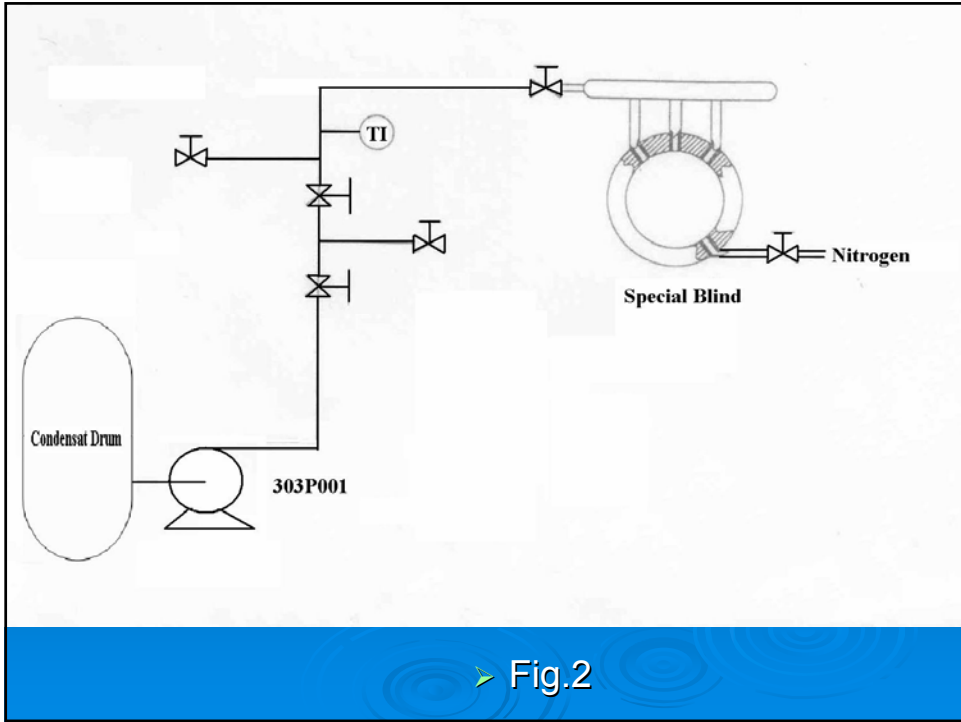 TI
Nitrogen
Special Blind
Condensat Drum
303P001
Fig.2